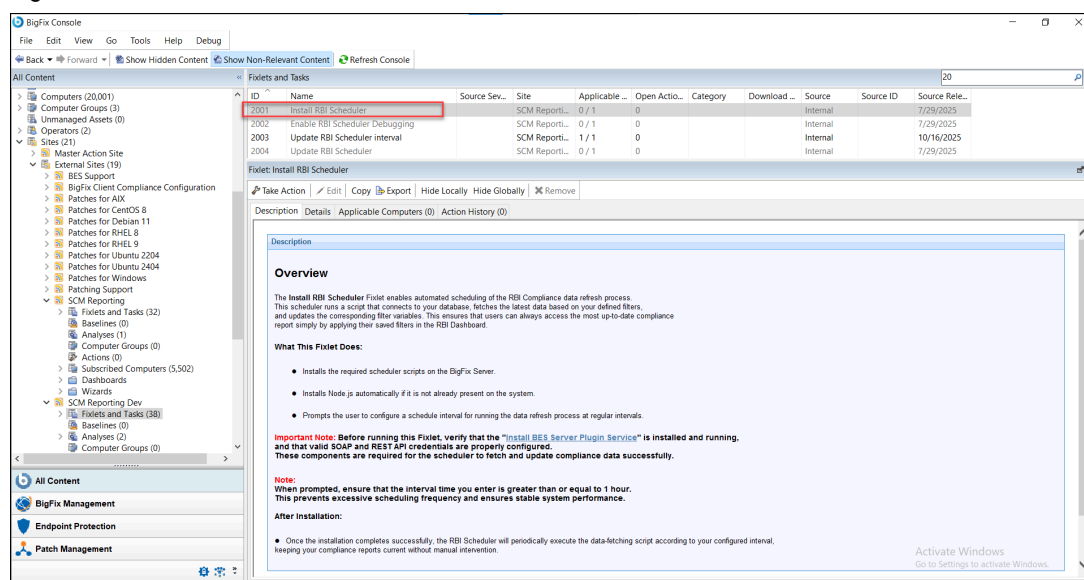 BigFix Console
File Edit View Go Tools Help Debug
Back Forward Show Hidden Content Show Non-Relevant Content Refresh Console
All Content
Computers (20,001)
Computer Groups (3)
Unmanaged Assets (0)
Operators (2)
Sites (21)
Master Action Site
External Sites (19)
BES Support
BigFix Client Compliance Configuration
Patches for AIX
Patches for CentOS 8
Patches for Debian 11
Patches for RHEL 8
Patches for RHEL 9
Patches for Ubuntu 2204
Patches for Ubuntu 2404
Patches for Windows
Patching Support
SCM Reporting
Fixlets and Tasks (32)
Baselines (0)
Analyses (1)
Computer Groups (0)
Actions (0)
Subscribed Computers (5,502)
Dashboards
Wizards
SCM Reporting Dev
Fixlets and Tasks (38)
Baselines (0)
Analyses (2)
Computer Groups (0)
All Content
BigFix Management
Endpoint Protection
Patch Management
Fixlets and Tasks 20
ID Name Source Sev... Site Applicable ... Open Actio... Category Download ... Source Source ID Source Rele...
2001 Install RBI Scheduler SCM Reporti... 0 / 1 0 Internal 7/29/2025
2002 Enable RBI Scheduler Debugging SCM Reporti... 0 / 1 0 Internal 7/29/2025
2003 Update RBI Scheduler interval SCM Reporti... 1 / 1 0 Internal 10/16/2025
2004 Update RBI Scheduler SCM Reporti... 0 / 1 0 Internal 7/29/2025
Fixlet: Install RBI Scheduler
Take Action Edit Copy Export Hide Locally Hide Globally Remove
Description Details Applicable Computers (0) Action History (0)
Description
Overview
The Install RBI Scheduler Fixlet enables automated scheduling of the RBI Compliance data refresh process.
This scheduler runs a script that connects to your database, fetches the latest data based on your defined filters,
and updates the corresponding filter variables. This ensures that users can always access the most up-to-date compliance
report simply by applying their saved filters in the RBI Dashboard.
What This Fixlet Does:
● Installs the required scheduler scripts on the BigFix Server.
● Installs Node.js automatically if it is not already present on the system.
● Prompts the user to configure a schedule interval for running the data refresh process at regular intervals.
Important Note: Before running this Fixlet, verify that the "Install BES Server Plugin Service" is installed and running,
and that valid SOAP and REST API credentials are properly configured.
These components are required for the scheduler to fetch and update compliance data successfully.
Note:
When prompted, ensure that the interval time you enter is greater than or equal to 1 hour.
This prevents excessive scheduling frequency and ensures stable system performance.
After Installation:
● Once the installation completes successfully, the RBI Scheduler will periodically execute the data-fetching script according to your configured interval,
keeping your compliance reports current without manual intervention.
Activate Windows
Go to Settings to activate Windows.